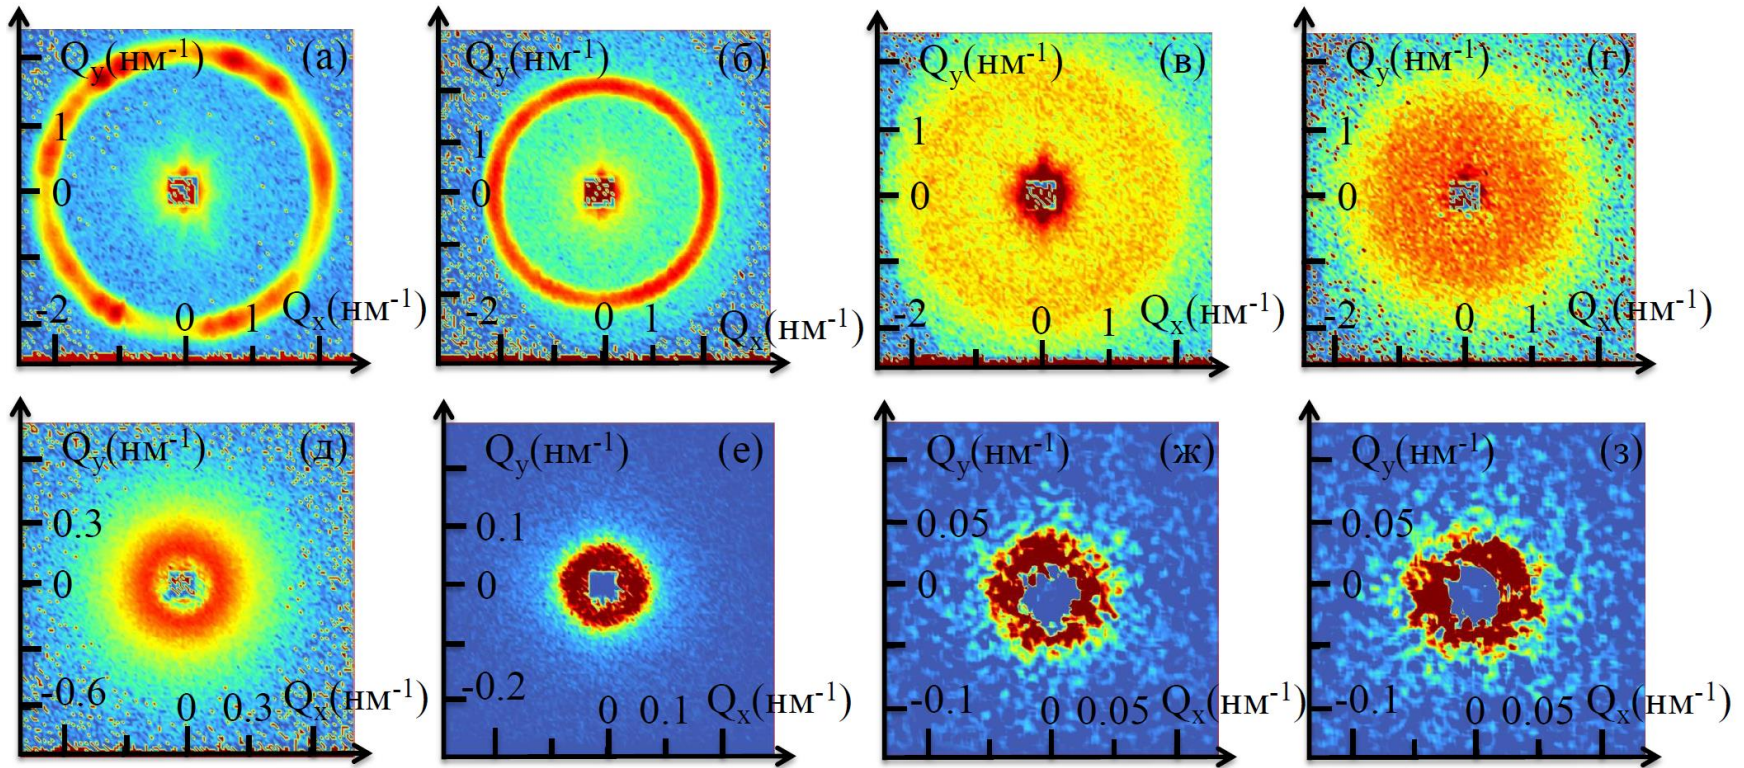 Qy(нм-1) (а)
1
0
-2 0 1 Qx(нм-1)
Qy(нм-1) (б)
1
0
-2 0 1 Qx(нм-1)
Qy(нм-1) (в)
1
0
-2 0 1 Qx(нм-1)
Qy(нм-1) (г)
1
0
-2 0 1 Qx(нм-1)
Qy(нм-1) (д)
0.3
0
-0.6 0 0.3 Qx(нм-1)
Qy(нм-1) (е)
0.1
0
-0.2 0 0.1 Qx(нм-1)
Qy(нм-1) (ж)
0.05
0
-0.1 0 0.05 Qx(нм-1)
Qy(нм-1) (з)
0.05
0
-0.1 0 0.05 Qx(нм-1)